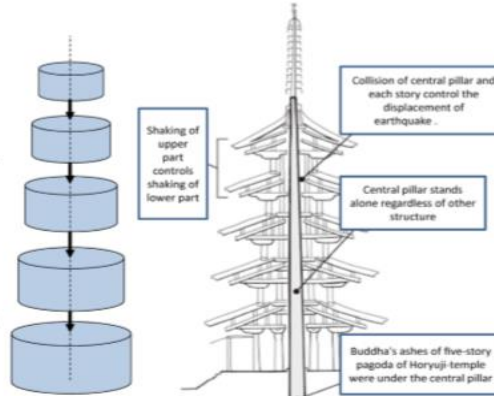 Collision of central pillar and
each story control the
displacement of
earthquake .
Shaking of
upper
part
controls
shaking of
lower part
Central pillar stands
alone regardless of other
structure
Buddha's ashes of five-story
pagoda of Horyuji-temple
were under the central pillar